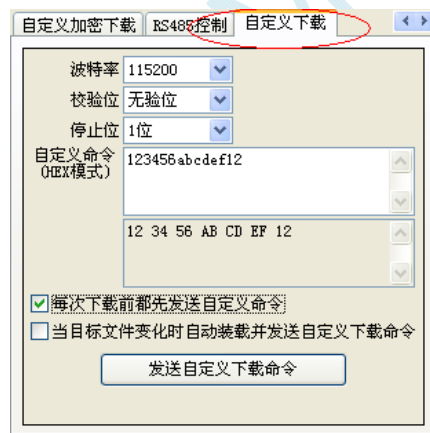 自定义加密下载 RS485控制 自定义下载
波特率 115200
校验位 无验位
停止位 1位
自定义命令 123456abcdef12
(HEX模式)
12 34 56 AB CD EF 12
每次下载前都先发送自定义命令
当目标文件变化时自动装载并发送自定义下载命令
发送自定义下载命令